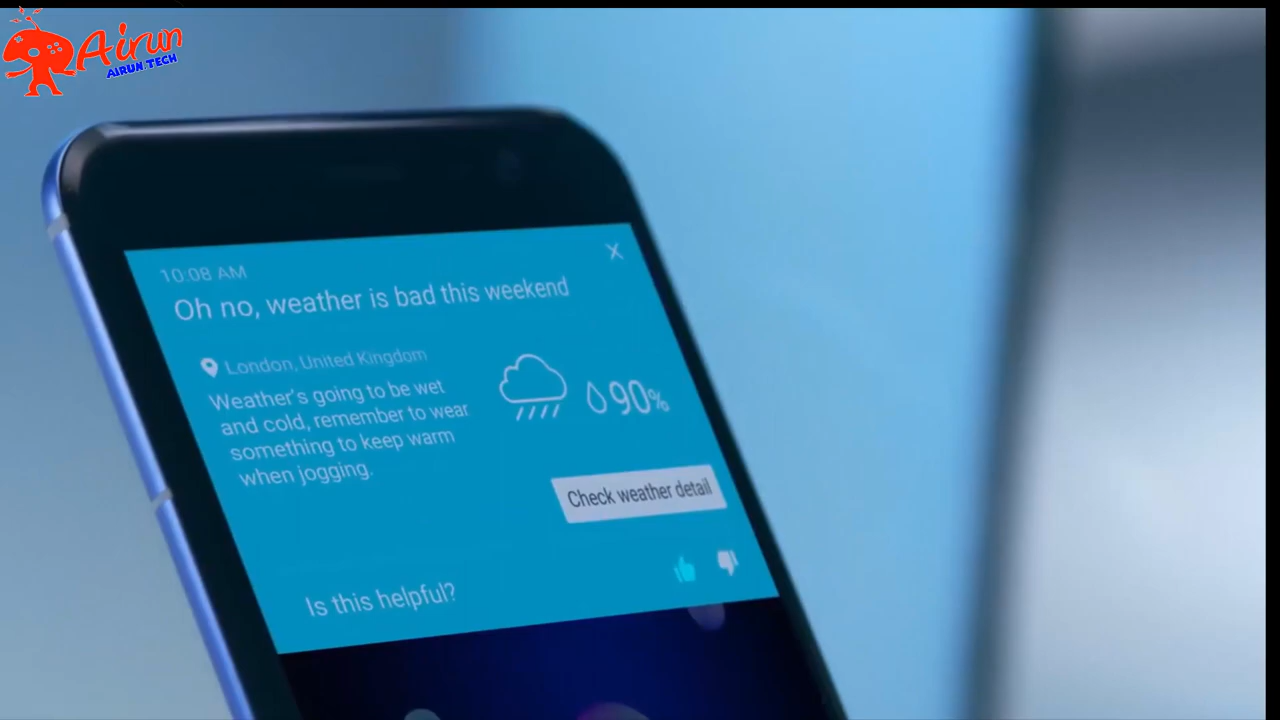 Airun
AIRUN.TECH
10:08 AM
Oh no, weather is bad this weekend
London, United Kingdom
Weather's going to be wet
and cold, remember to wear
something to keep warm
when jogging.
90%
Check weather detail
Is this helpful?